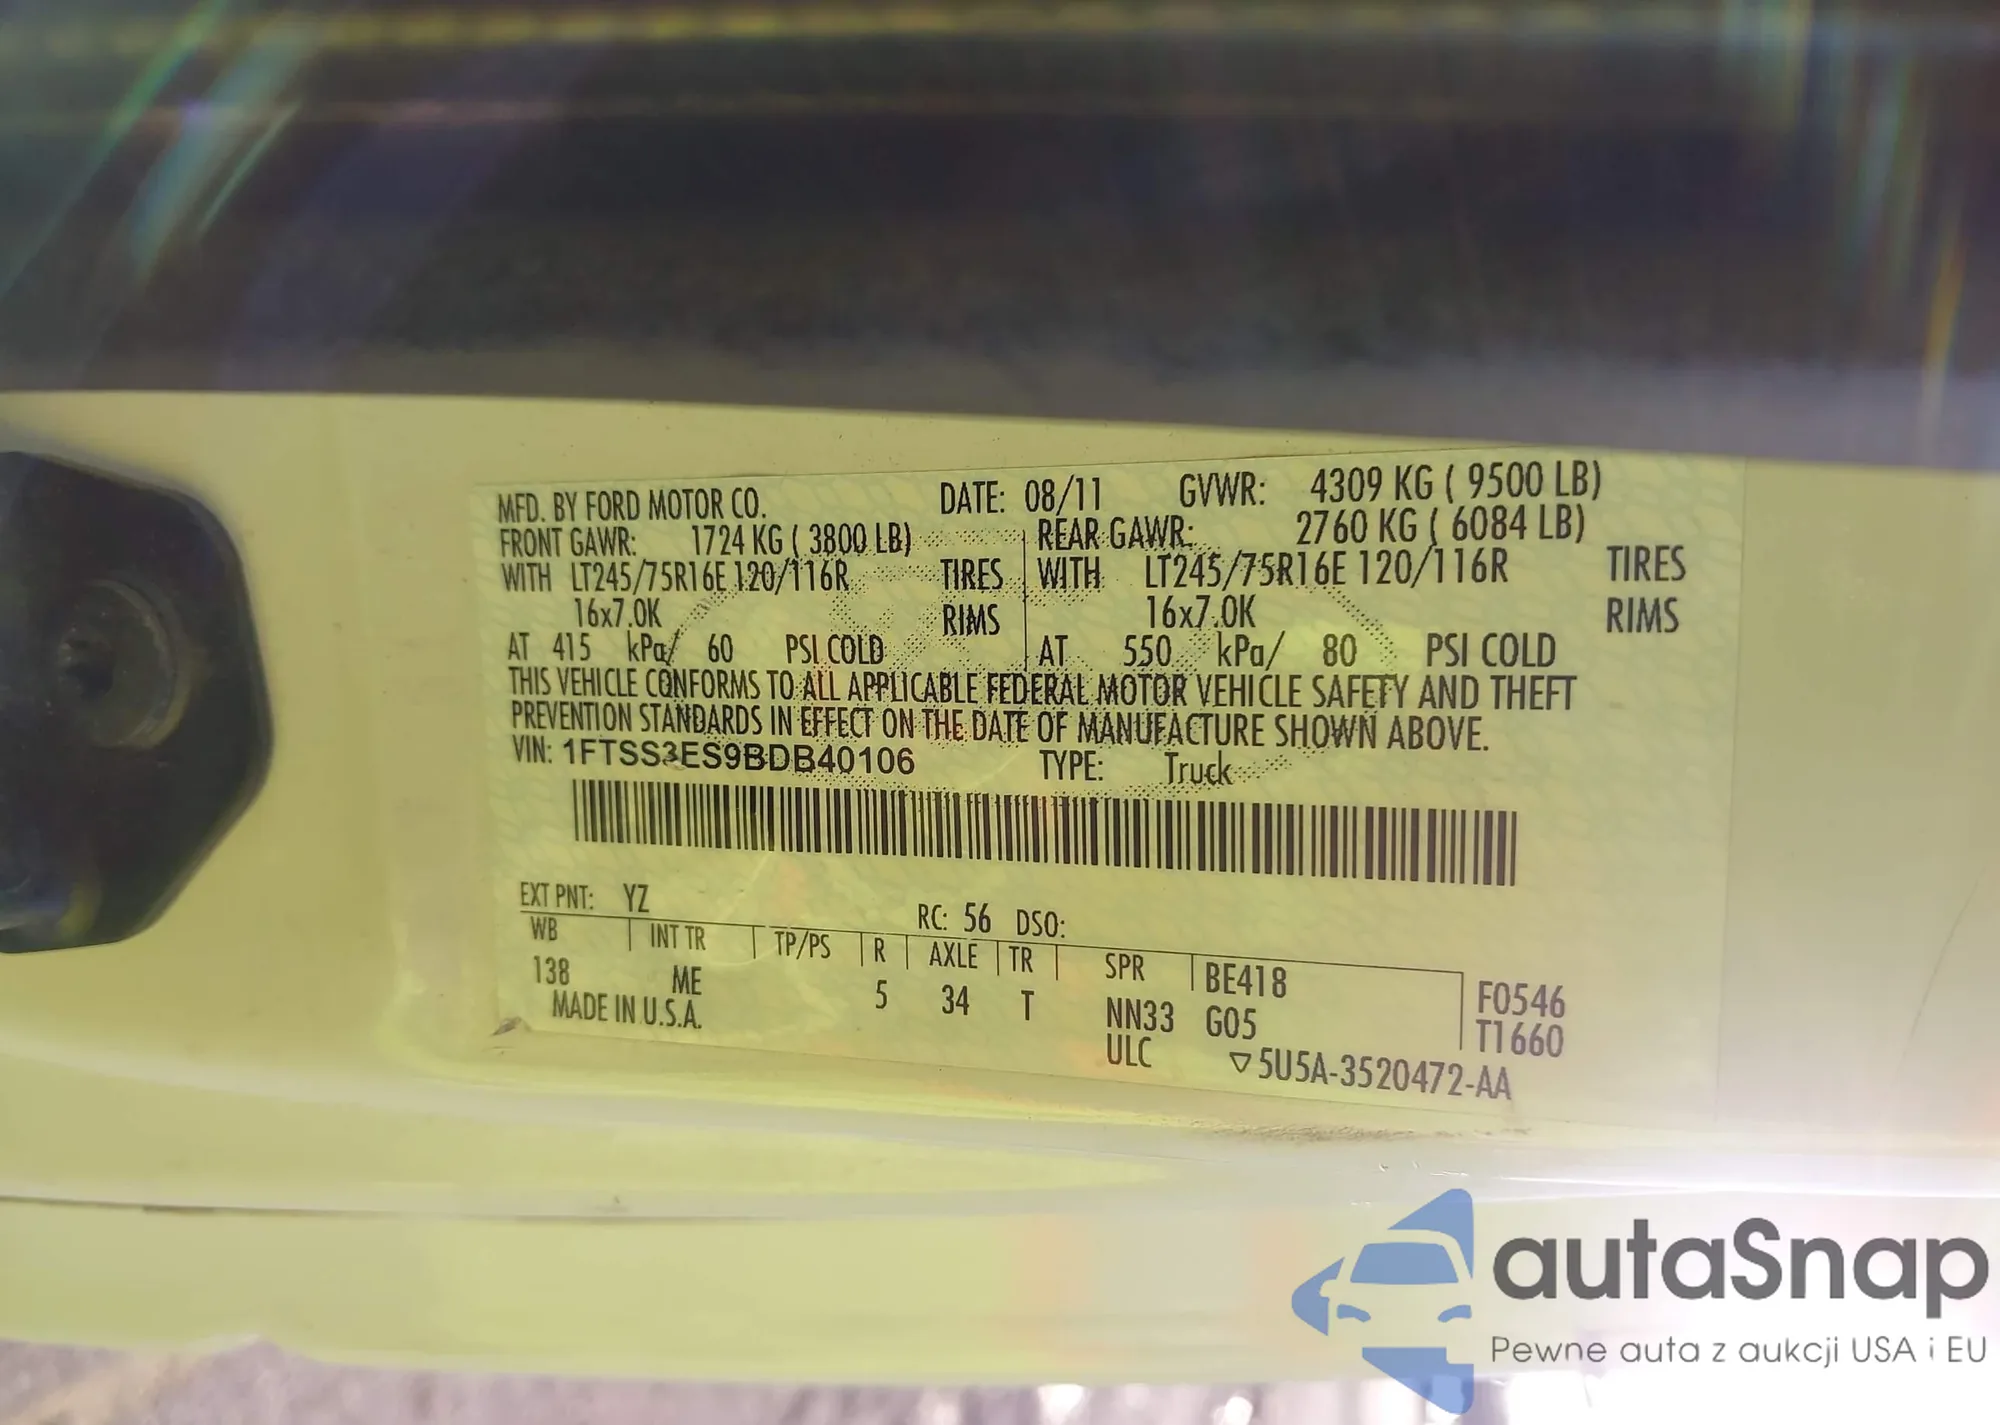 MFD. BY FORD MOTOR CO. DATE: 08/11 GVWR: 4309 KG ( 9500 LB)
FRONT GAWR: 1724 KG ( 3800 LB) REAR GAWR: 2760 KG ( 6084 LB)
WITH LT245/75R16E 120/116R TIRES WITH LT245/75R16E 120/116R TIRES
16x7.0K RIMS 16x7.0K RIMS
AT 415 kPa/ 60 PSI COLD AT 550 kPa/ 80 PSI COLD
THIS VEHICLE CONFORMS TO ALL APPLICABLE FEDERAL MOTOR VEHICLE SAFETY AND THEFT
PREVENTION STANDARDS IN EFFECT ON THE DATE OF MANUFACTURE SHOWN ABOVE.
VIN: 1FTSS3ES9BDB40106 TYPE: Truck
EXT PNT: YZ RC: 56 DSO:
WB INT TR TP/PS R AXLE TR SPR BE418 F0546
138 ME 5 34 T NN33 G05 T1660
MADE IN U.S.A. ULC ▽5U5A-3520472-AA
autaSnap
Pewne auta z aukcji USA i EU